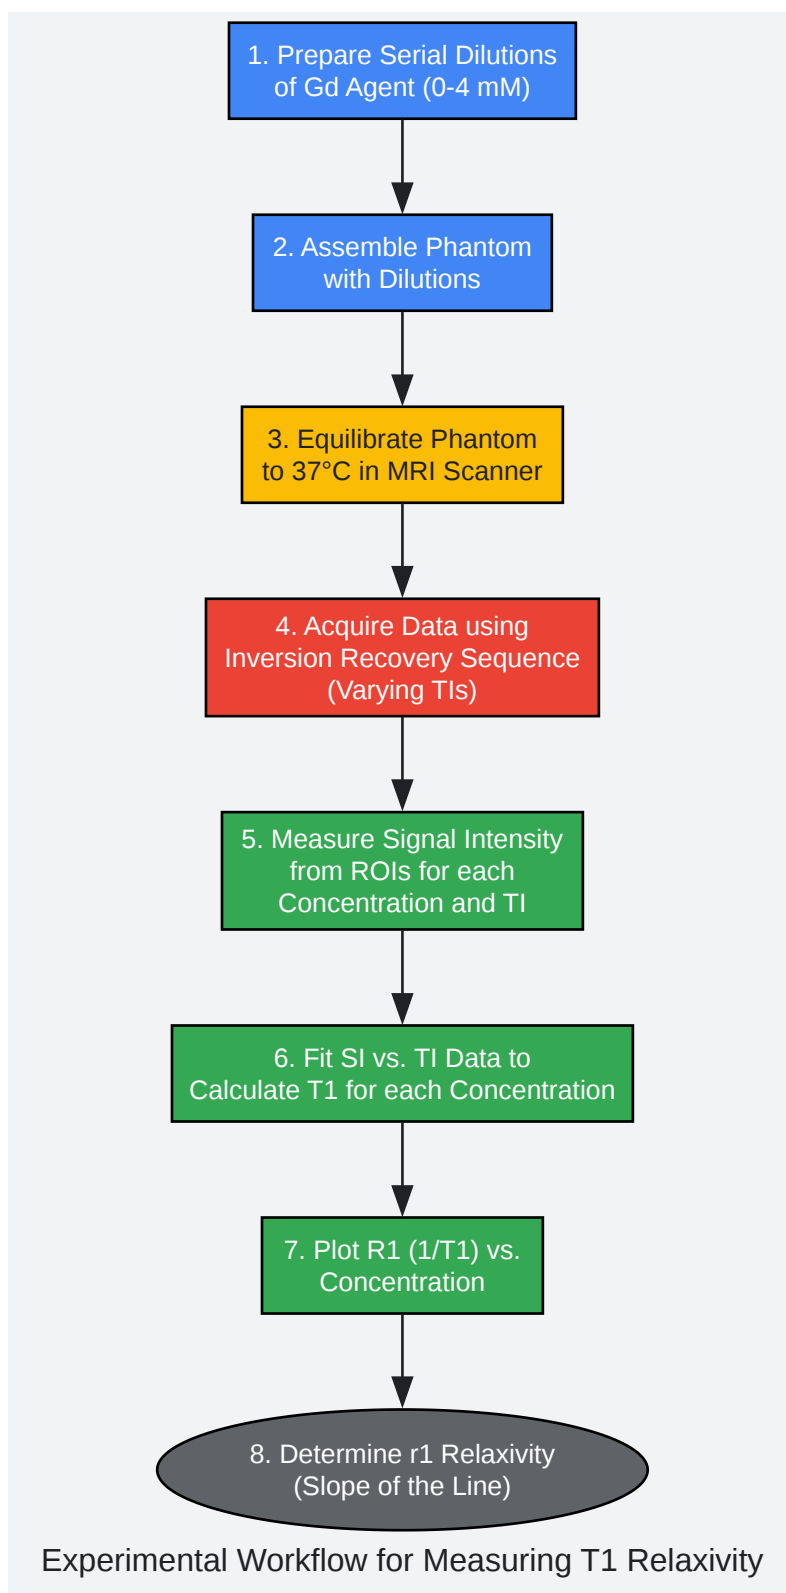 1. Prepare Serial Dilutions
of Gd Agent (0-4 mM)
2. Assemble Phantom
with Dilutions
3. Equilibrate Phantom
to 37°C in MRI Scanner
4. Acquire Data using
Inversion Recovery Sequence
(Varying TIs)
5. Measure Signal Intensity
from ROIs for each
Concentration and TI
6. Fit SI vs. TI Data to
Calculate T1 for each Concentration
7. Plot R1 (1/T1) vs.
Concentration
8. Determine r1 Relaxivity
(Slope of the Line)
Experimental Workflow for Measuring T1 Relaxivity